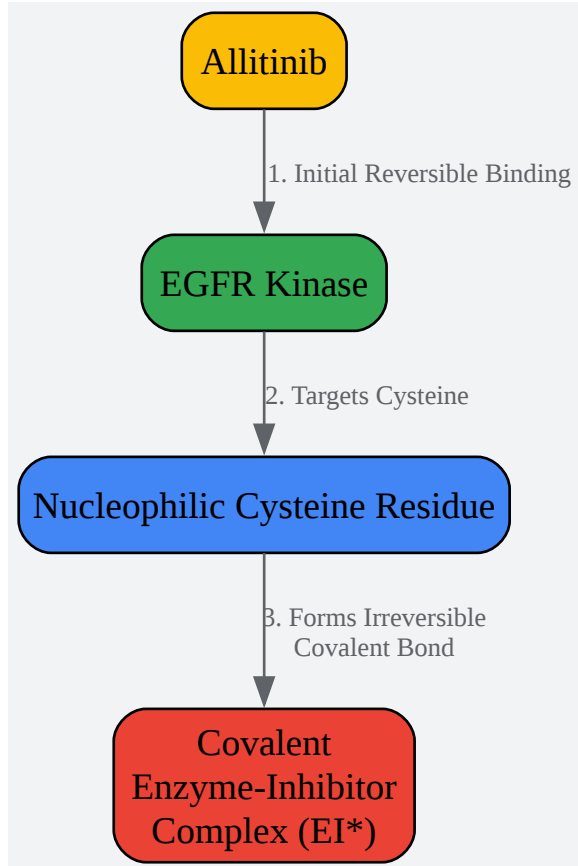 Allitinib
1. Initial Reversible Binding
EGFR Kinase
2. Targets Cysteine
Nucleophilic Cysteine Residue
3. Forms Irreversible
Covalent Bond
Covalent
Enzyme-Inhibitor
Complex (EI*)